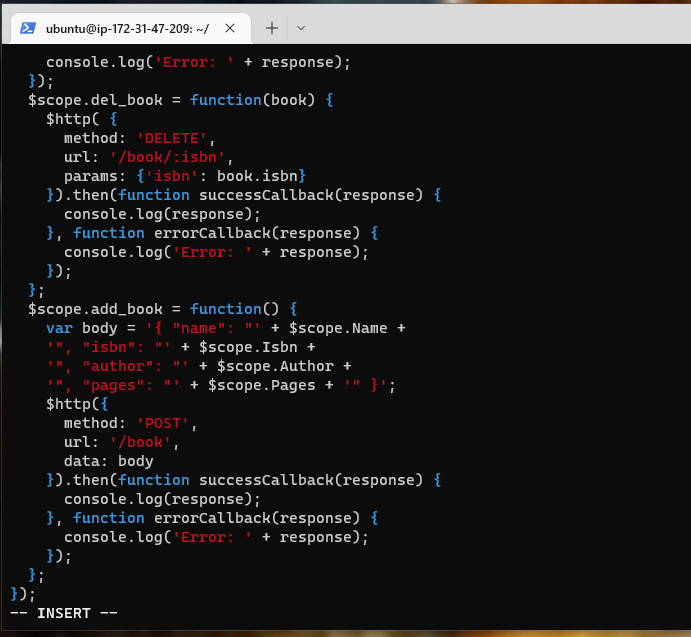 ubuntu@ip-172-31-47-209: ~/
    console.log('Error: ' + response);
  });
  $scope.del_book = function(book) {
    $http( {
      method: 'DELETE',
      url: '/book/:isbn',
      params: {'isbn': book.isbn}
    }).then(function successCallback(response) {
      console.log(response);
    }, function errorCallback(response) {
      console.log('Error: ' + response);
    });
  };
  $scope.add_book = function() {
    var body = '{ "name": "' + $scope.Name +
    '", "isbn": "' + $scope.Isbn +
    '", "author": "' + $scope.Author +
    '", "pages": "' + $scope.Pages + '" }';
    $http({
      method: 'POST',
      url: '/book',
      data: body
    }).then(function successCallback(response) {
      console.log(response);
    }, function errorCallback(response) {
      console.log('Error: ' + response);
    });
  };
});
-- INSERT --